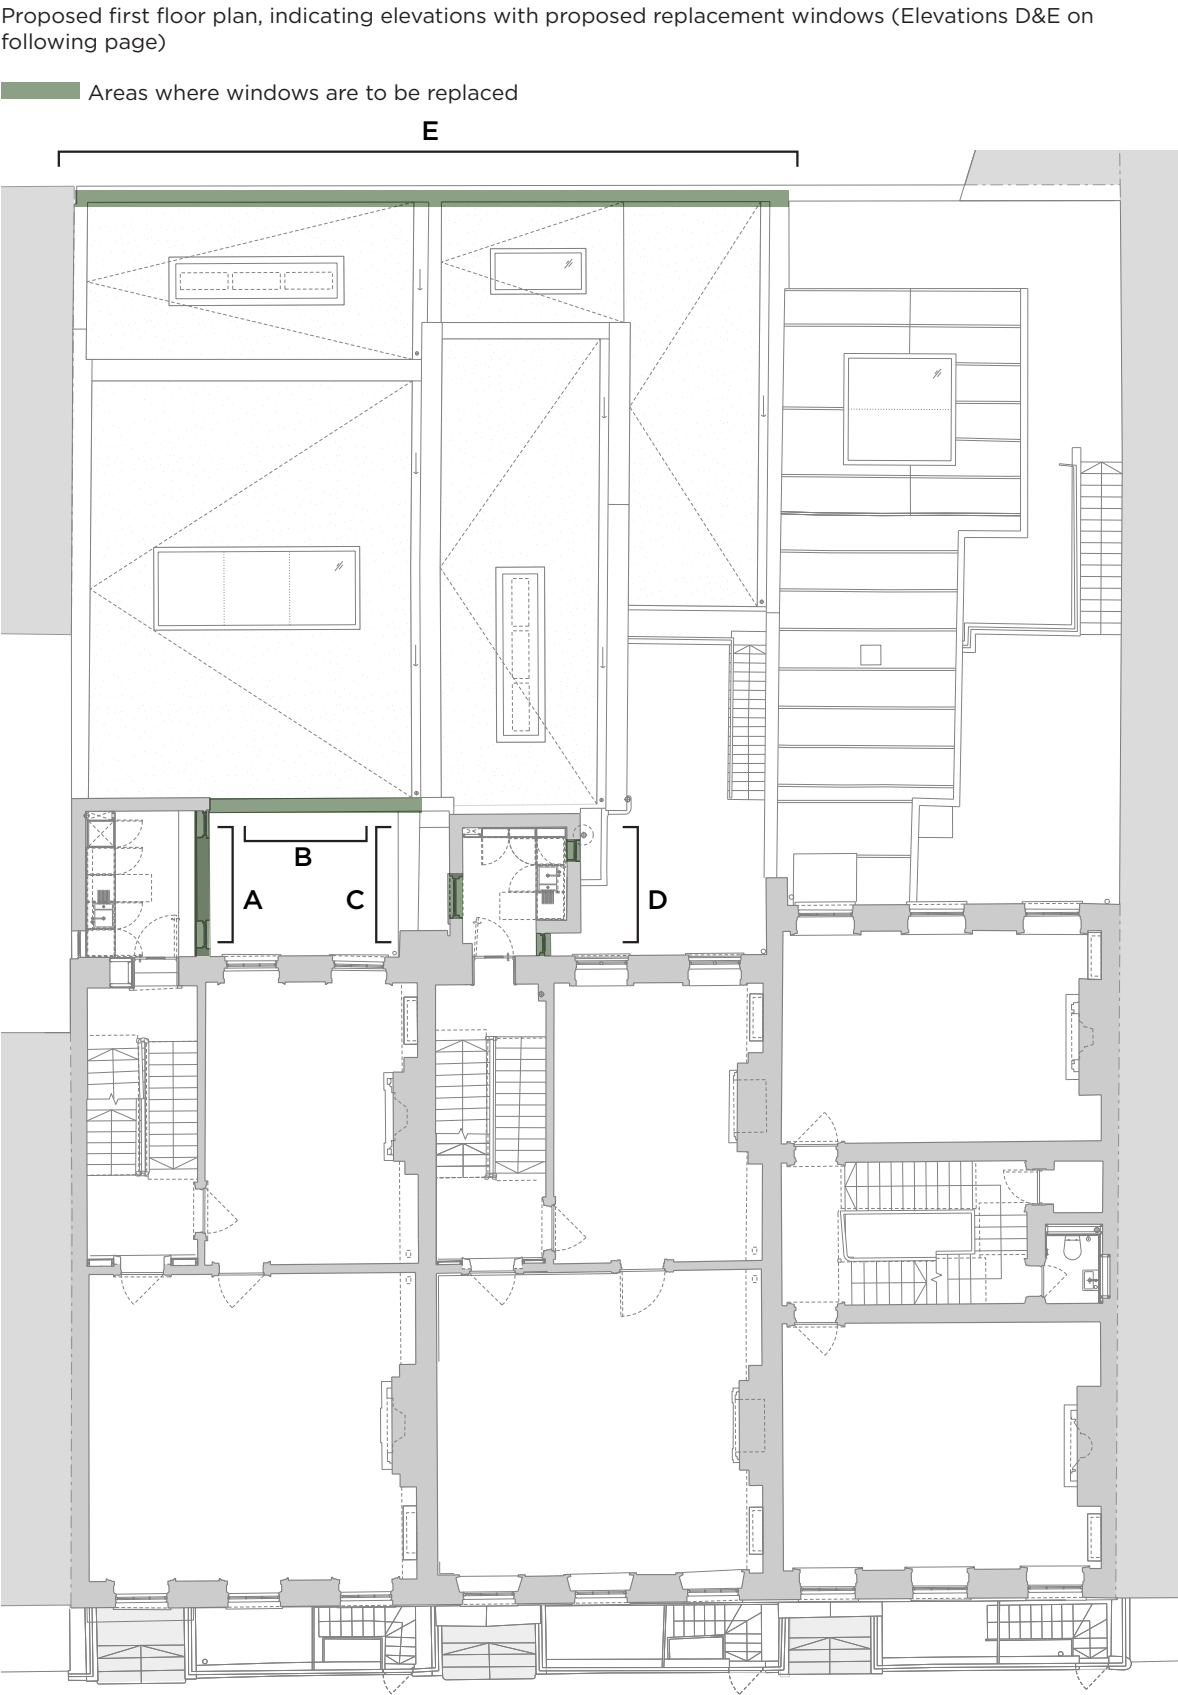 Proposed first floor plan, indicating elevations with proposed replacement windows (Elevations D&E on
following page)
Areas where windows are to be replaced
E
B
A
C
D